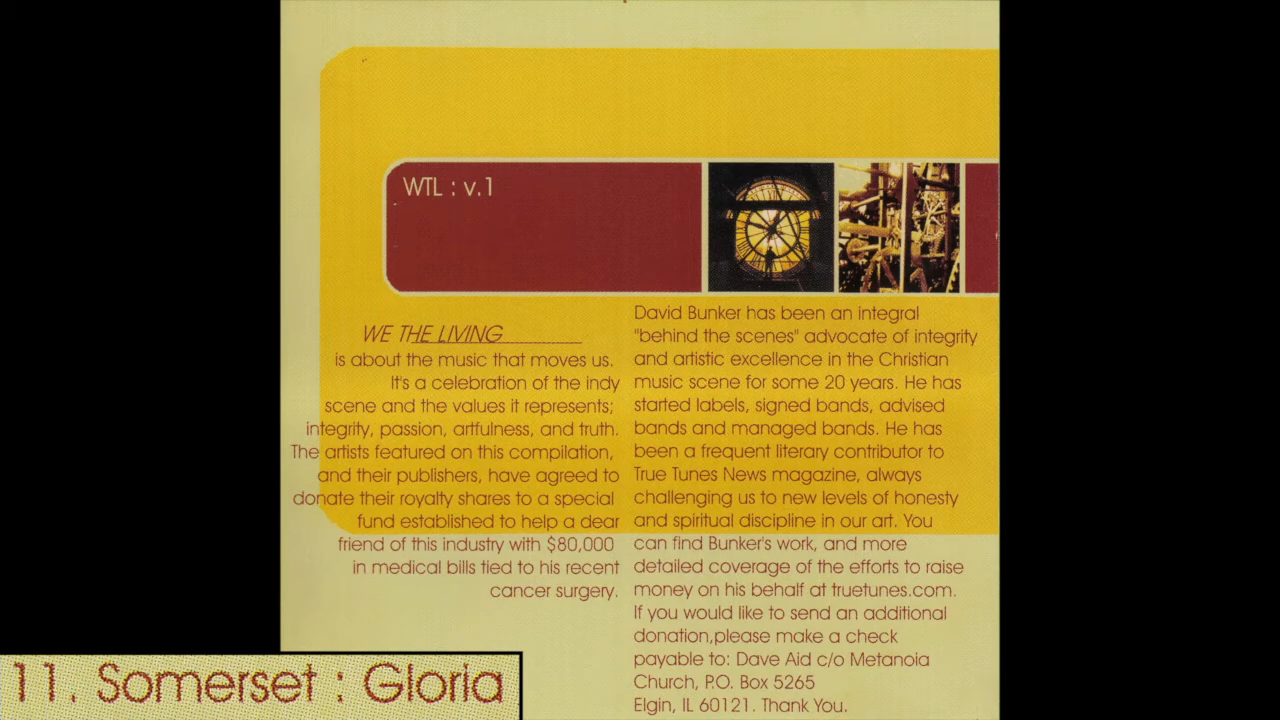 WTL : v.1
WE THE LIVING
is about the music that moves us.
It's a celebration of the indy
scene and the values it represents;
integrity, passion, artfulness, and truth.
The artists featured on this compilation,
and their publishers, have agreed to
donate their royalty shares to a special
fund established to help a dear
friend of this industry with $80,000
in medical bills tied to his recent
cancer surgery.
David Bunker has been an integral
"behind the scenes" advocate of integrity
and artistic excellence in the Christian
music scene for some 20 years. He has
started labels, signed bands, advised
bands and managed bands. He has
been a frequent literary contributor to
True Tunes News magazine, always
challenging us to new levels of honesty
and spiritual discipline in our art. You
can find Bunker's work, and more
detailed coverage of the efforts to raise
money on his behalf at truetunes.com.
If you would like to send an additional
donation,please make a check
payable to: Dave Aid c/o Metanoia
Church, P.O. Box 5265
Elgin, IL 60121. Thank You.
11. Somerset : Gloria